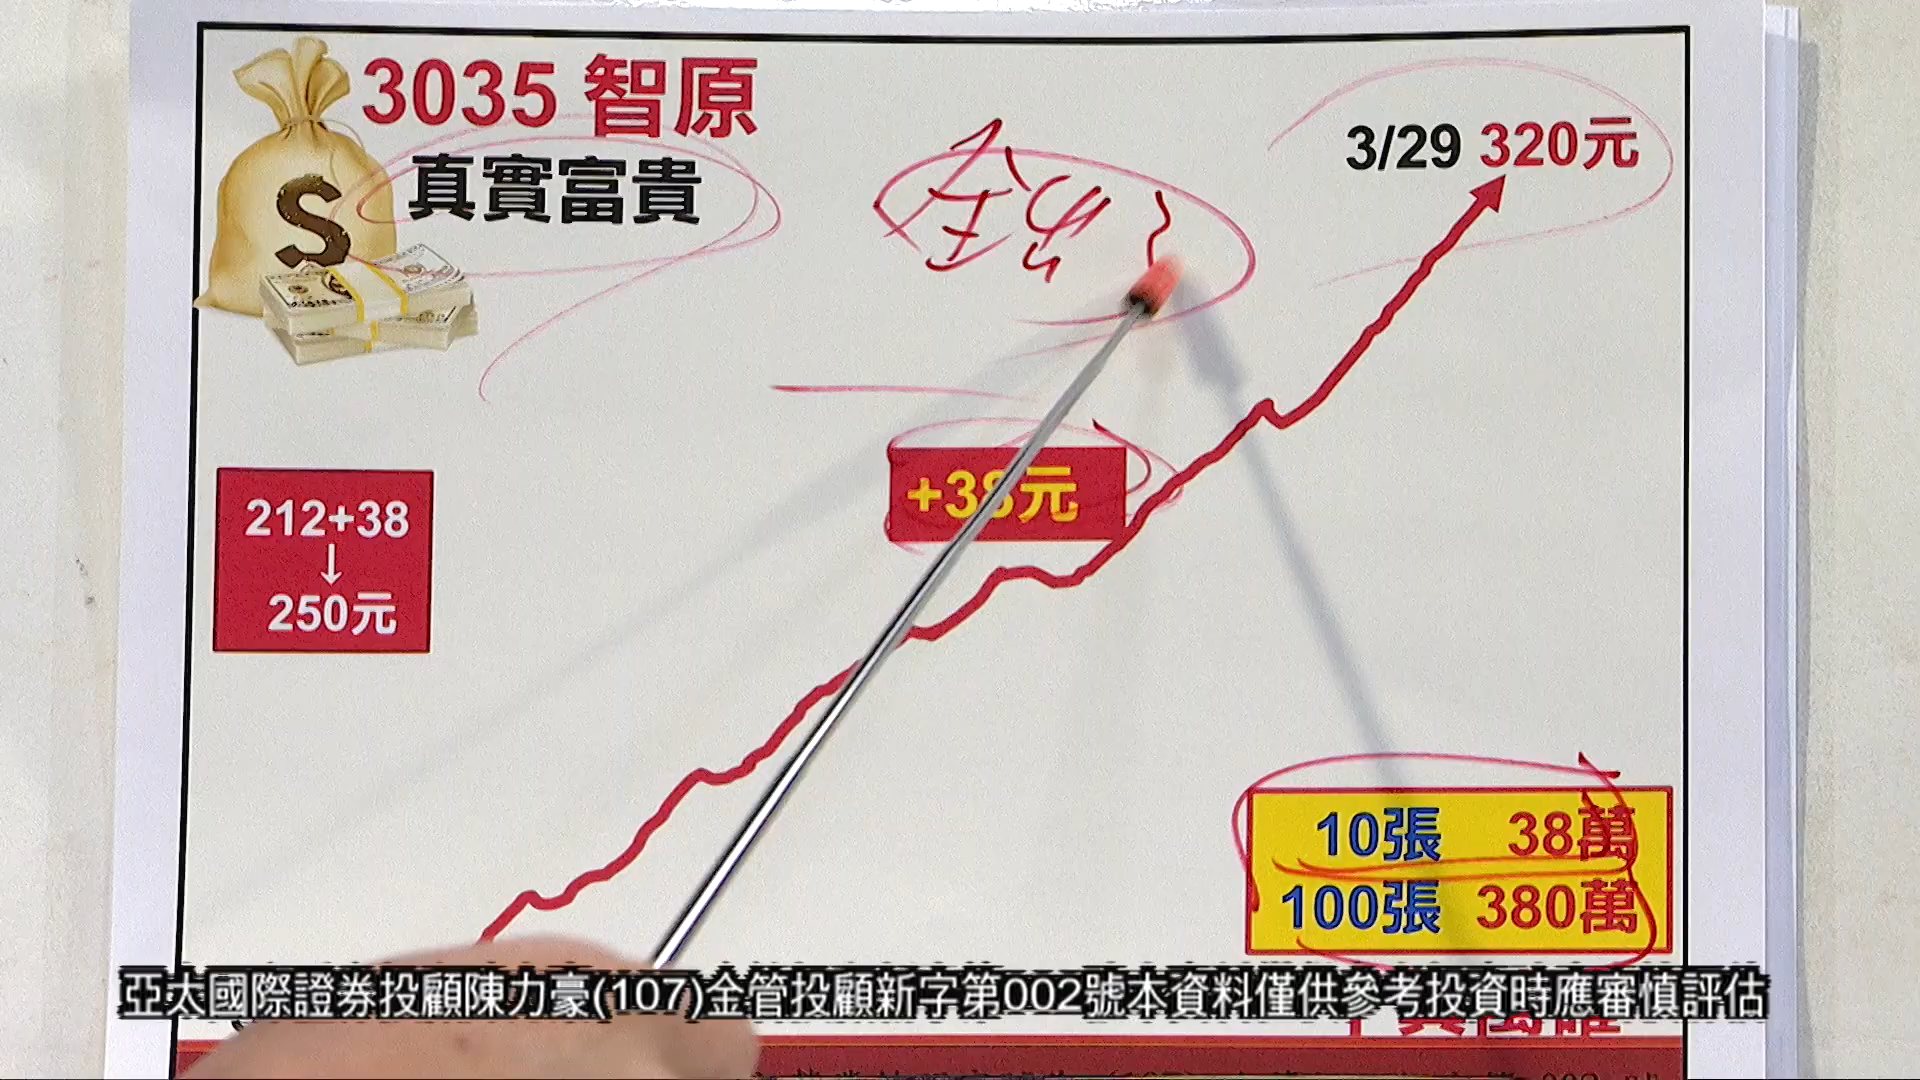 3035 智原
真實富貴
3/29 320元
+38元
212+38
↓
250元
10張 38萬
100張 380萬
亞太國際證券投顧陳力豪(107)金管投顧新字第002號本資料僅供參考投資時應審慎評估